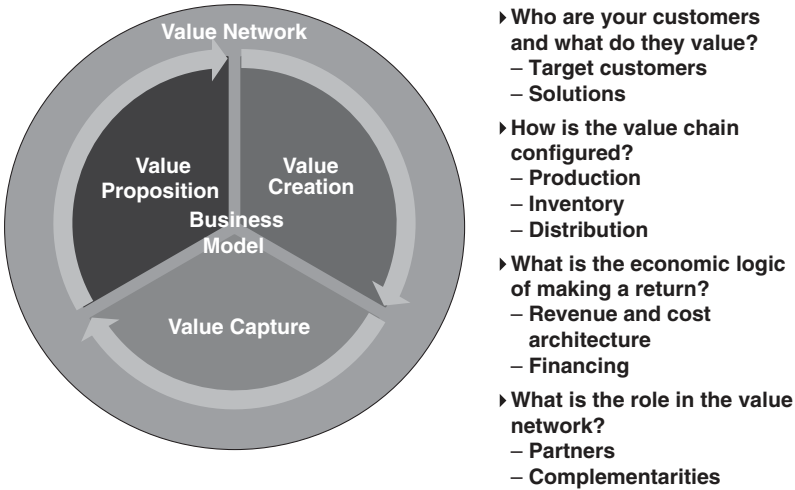 Value Network
Value
Proposition
Value
Creation
Business
Model
Value Capture
▸Who are your customers
and what do they value?
– Target customers
– Solutions
▸How is the value chain
configured?
– Production
– Inventory
– Distribution
▸What is the economic logic
of making a return?
– Revenue and cost
architecture
– Financing
▸What is the role in the value
network?
– Partners
– Complementarities